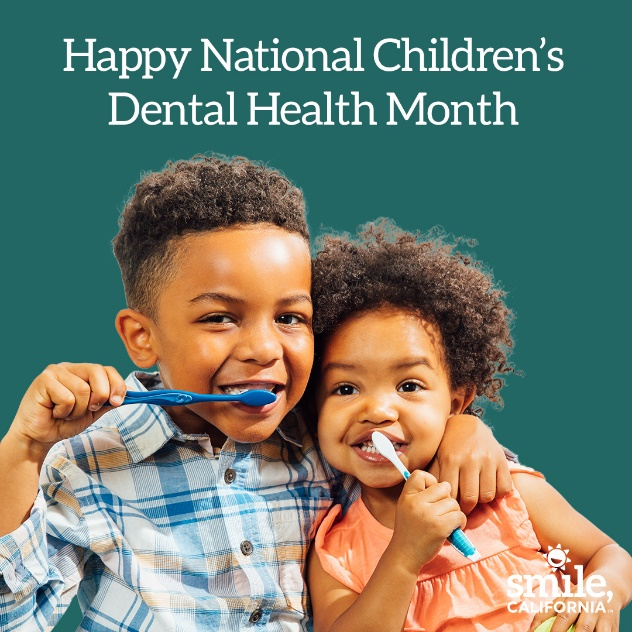 Happy National Children's
Dental Health Month
smile,
CALIFORNIA